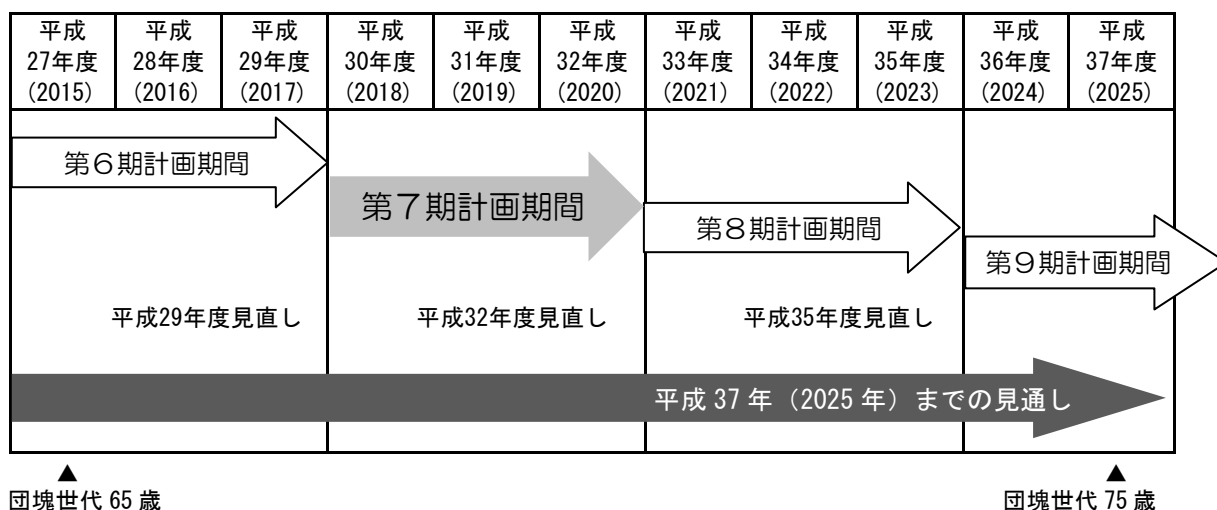 平成 平成 平成 平成 平成 平成 平成 平成 平成 平成 平成
27年度 28年度 29年度 30年度 31年度 32年度 33年度 34年度 35年度 36年度 37年度
(2015) (2016) (2017) (2018) (2019) (2020) (2021) (2022) (2023) (2024) (2025)
第６期計画期間
第７期計画期間
第８期計画期間
第９期計画期間
平成29年度見直し 平成32年度見直し 平成35年度見直し
平成 37 年（2025 年）までの見通し
▲ ▲
団塊世代 65 歳 団塊世代 75 歳